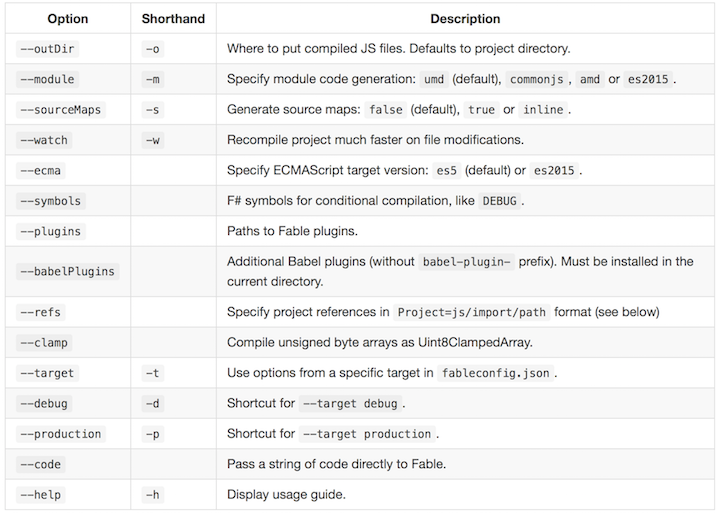 Option Shorthand Description
--outDir -o Where to put compiled JS files. Defaults to project directory.
--module -m Specify module code generation: umd (default), commonjs, amd or es2015.
--sourceMaps -s Generate source maps: false (default), true or inline.
--watch -w Recompile project much faster on file modifications.
--ecma Specify ECMAScript target version: es5 (default) or es2015.
--symbols F# symbols for conditional compilation, like DEBUG.
--plugins Paths to Fable plugins.
--babelPlugins Additional Babel plugins (without babel-plugin- prefix). Must be installed in the
current directory.
--refs Specify project references in Project=js/import/path format (see below)
--clamp Compile unsigned byte arrays as Uint8ClampedArray.
--target -t Use options from a specific target in fableconfig.json.
--debug -d Shortcut for --target debug.
--production -p Shortcut for --target production.
--code Pass a string of code directly to Fable.
--help -h Display usage guide.